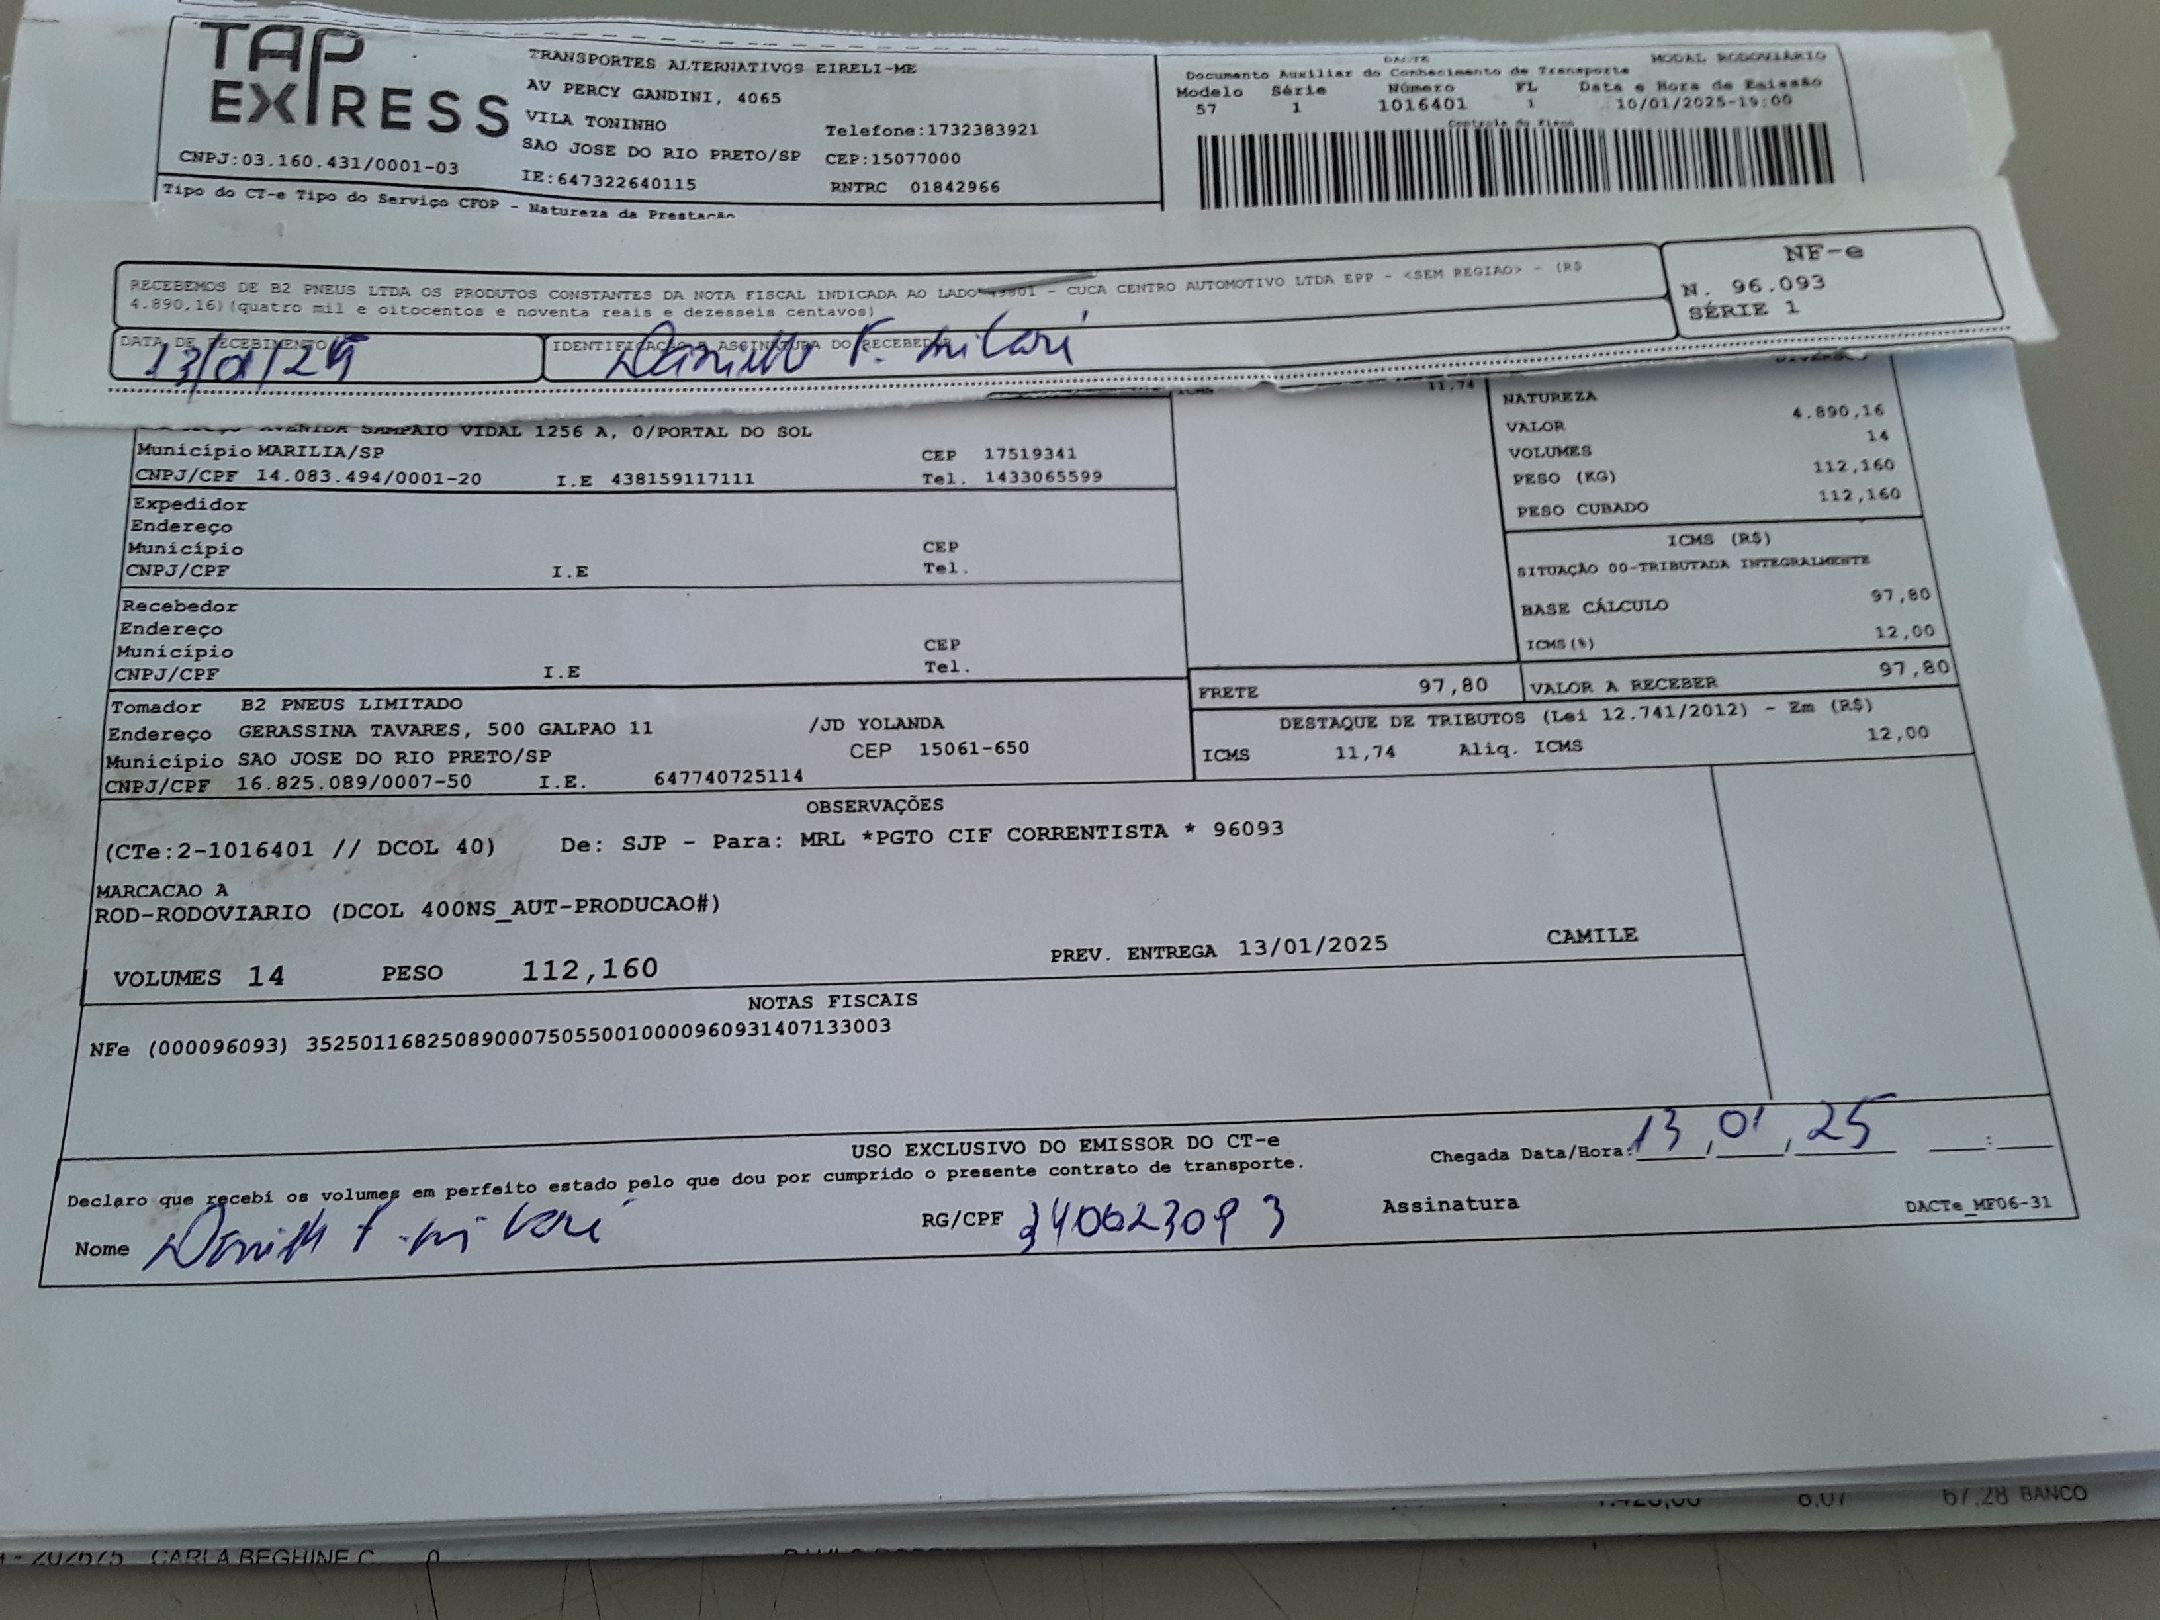 TAP
EXPRESS
TRANSPORTES ALTERNATIVOS EIRELI-ME
AV PERCY GANDINI, 4065
VILA TONINHO
Telefone:1732383921
SAO JOSE DO RIO PRETO/SP CEP:15077000
CNPJ:03.160.431/0001-03
IE:647322640115 RNTRC 01842966
Tipo do CT-e Tipo do Serviço CFOP - Natureza da Prestação
DACTE MODAL RODOVIÁRIO
Documento Auxiliar do Conhecimento de Transporte
Modelo Série Número FL Data e Hora de Emissão
57 1 1016401 1 10/01/2025-19:00
Controle do Fisco
RECEBEMOS DE B2 PNEUS LTDA OS PRODUTOS CONSTANTES DA NOTA FISCAL INDICADA AO LADO - CUCA CENTRO AUTOMOTIVO LTDA EPP - <SEM REGIAO> - (R$
4.890,16)(quatro mil e oitocentos e noventa reais e dezesseis centavos)
NF-e
N. 96.093
SÉRIE 1
DATA DE RECEBIMENTO IDENTIFICAÇÃO E ASSINATURA DO RECEBEDOR
13/01/25
11,74
AVENIDA SAMPAIO VIDAL 1256 A, 0/PORTAL DO SOL
Município MARILIA/SP CEP 17519341
CNPJ/CPF 14.083.494/0001-20 I.E 438159117111 Tel. 1433065599
Expedidor
Endereço
Município CEP
CNPJ/CPF I.E Tel.
Recebedor
Endereço
Município CEP
CNPJ/CPF I.E Tel.
Tomador B2 PNEUS LIMITADO
Endereço GERASSINA TAVARES, 500 GALPAO 11 /JD YOLANDA
Município SAO JOSE DO RIO PRETO/SP CEP 15061-650
CNPJ/CPF 16.825.089/0007-50 I.E. 647740725114
NATUREZA
VALOR 4.890,16
VOLUMES 14
PESO (KG) 112,160
PESO CUBADO 112,160
ICMS (R$)
SITUAÇÃO 00-TRIBUTADA INTEGRALMENTE
BASE CÁLCULO 97,80
ICMS(%) 12,00
FRETE 97,80 VALOR A RECEBER 97,80
DESTAQUE DE TRIBUTOS (Lei 12.741/2012) - Em (R$)
ICMS 11,74 Aliq. ICMS 12,00
OBSERVAÇÕES
(CTe:2-1016401 // DCOL 40) De: SJP - Para: MRL *PGTO CIF CORRENTISTA * 96093
MARCACAO A
ROD-RODOVIARIO (DCOL 400NS_AUT-PRODUCAO#)
VOLUMES 14 PESO 112,160 PREV. ENTREGA 13/01/2025 CAMILE
NOTAS FISCAIS
NFe (000096093) 35250116825089000750550010000960931407133003
USO EXCLUSIVO DO EMISSOR DO CT-e
Declaro que recebi os volumes em perfeito estado pelo que dou por cumprido o presente contrato de transporte.
Chegada Data/Hora: 13,01,25
Nome RG/CPF 340623093 Assinatura
DACTe_MF06-31
67,28 BANCO
CARLA BEGHINE C